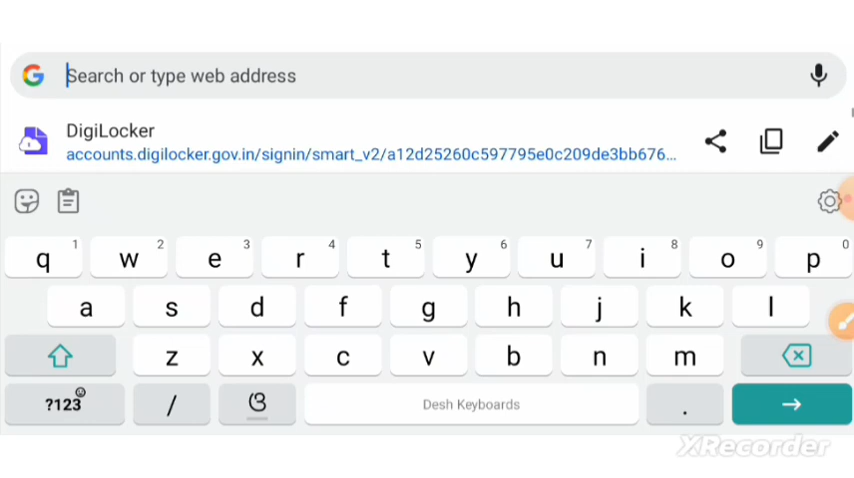 Search or type web address
DigiLocker
accounts.digilocker.gov.in/signin/smart_v2/a12d25260c597795e0c209de3bb676...
1 2 3 4 5 6 7 8 9 0
q w e r t y u i o p
a s d f g h j k l
z x c v b n m
?123 / Desh Keyboards .
XRecorder